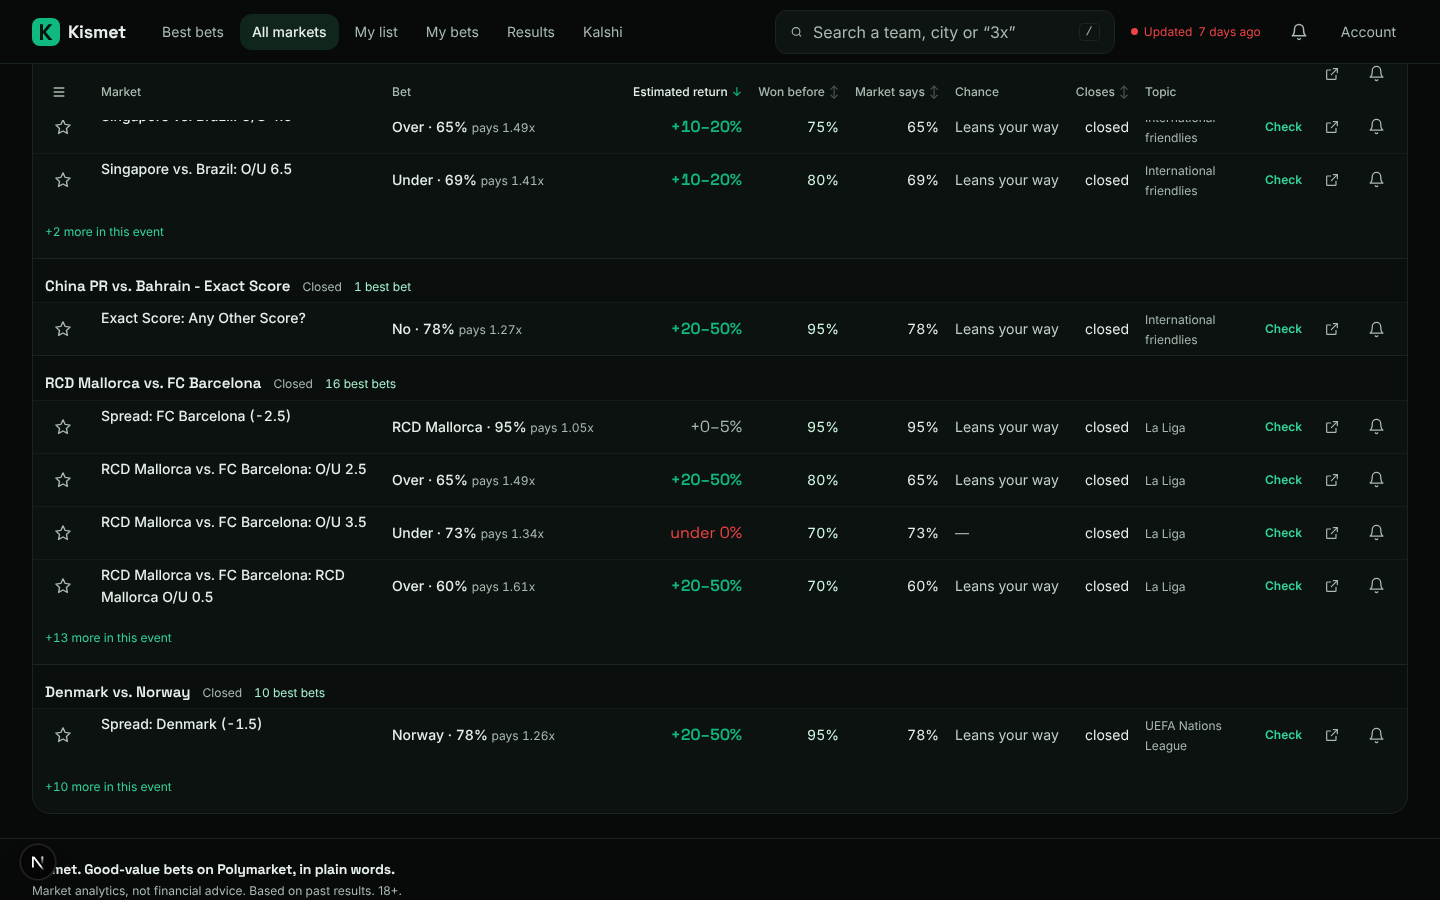 K Kismet Best bets All markets My list My bets Results Kalshi Search a team, city or “3x” / Updated 7 days ago Account
Market Bet Estimated return ↓ Won before Market says Chance Closes Topic
Over · 65% pays 1.49x +10–20% 75% 65% Leans your way closed International friendlies Check
Singapore vs. Brazil: O/U 6.5 Under · 69% pays 1.41x +10–20% 80% 69% Leans your way closed International friendlies Check
+2 more in this event
China PR vs. Bahrain - Exact Score Closed 1 best bet
Exact Score: Any Other Score? No · 78% pays 1.27x +20–50% 95% 78% Leans your way closed International friendlies Check
RCD Mallorca vs. FC Barcelona Closed 16 best bets
Spread: FC Barcelona (-2.5) RCD Mallorca · 95% pays 1.05x +0–5% 95% 95% Leans your way closed La Liga Check
RCD Mallorca vs. FC Barcelona: O/U 2.5 Over · 65% pays 1.49x +20–50% 80% 65% Leans your way closed La Liga Check
RCD Mallorca vs. FC Barcelona: O/U 3.5 Under · 73% pays 1.34x under 0% 70% 73% — closed La Liga Check
RCD Mallorca vs. FC Barcelona: RCD Mallorca O/U 0.5 Over · 60% pays 1.61x +20–50% 70% 60% Leans your way closed La Liga Check
+13 more in this event
Denmark vs. Norway Closed 10 best bets
Spread: Denmark (-1.5) Norway · 78% pays 1.26x +20–50% 95% 78% Leans your way closed UEFA Nations League Check
+10 more in this event
N met. Good-value bets on Polymarket, in plain words.
Market analytics, not financial advice. Based on past results. 18+.